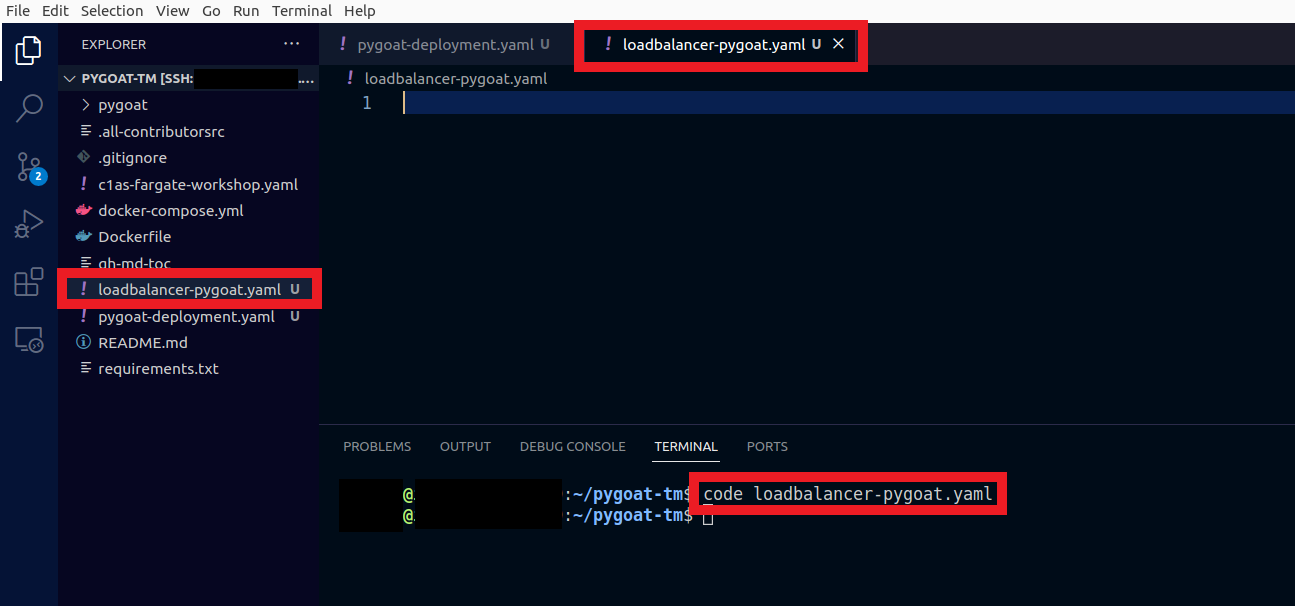 File Edit Selection View Go Run Terminal Help
EXPLORER ...
PYGOAT-TM [SSH: ...
pygoat
.all-contributorsrc
.gitignore
! c1as-fargate-workshop.yaml
docker-compose.yml
Dockerfile
gh-md-toc
! loadbalancer-pygoat.yaml U
! pygoat-deployment.yaml U
README.md
requirements.txt
2
! pygoat-deployment.yaml U ! loadbalancer-pygoat.yaml U
! loadbalancer-pygoat.yaml
1
PROBLEMS OUTPUT DEBUG CONSOLE TERMINAL PORTS
@ :~/pygoat-tm$ code loadbalancer-pygoat.yaml
@ :~/pygoat-tm$